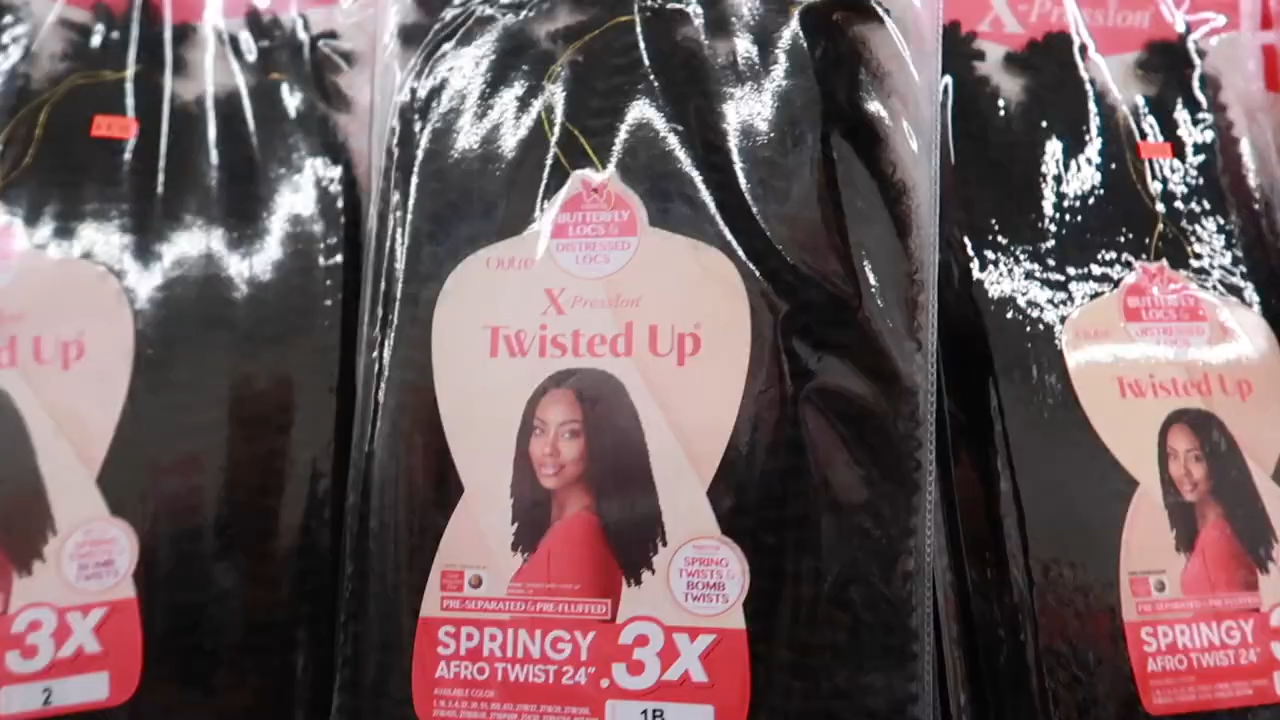 X-Pression
BUTTERFLY
LOCS &
DISTRESSED
LOCS
Outre
X-Pression
Twisted Up
SPRING
TWISTS &
BOMB
TWISTS
PRE-SEPARATED & PRE-FLUFFED
SPRINGY
AFRO TWIST 24".
3X
AVAILABLE COLOR
1B
d Up
BOMB
TWISTS
3X
2
BUTTERFLY
LOCS &
DISTRESSED
Twisted Up
PRE-SEPARATED & PRE-FLUFFED
SPRINGY
AFRO TWIST 24"